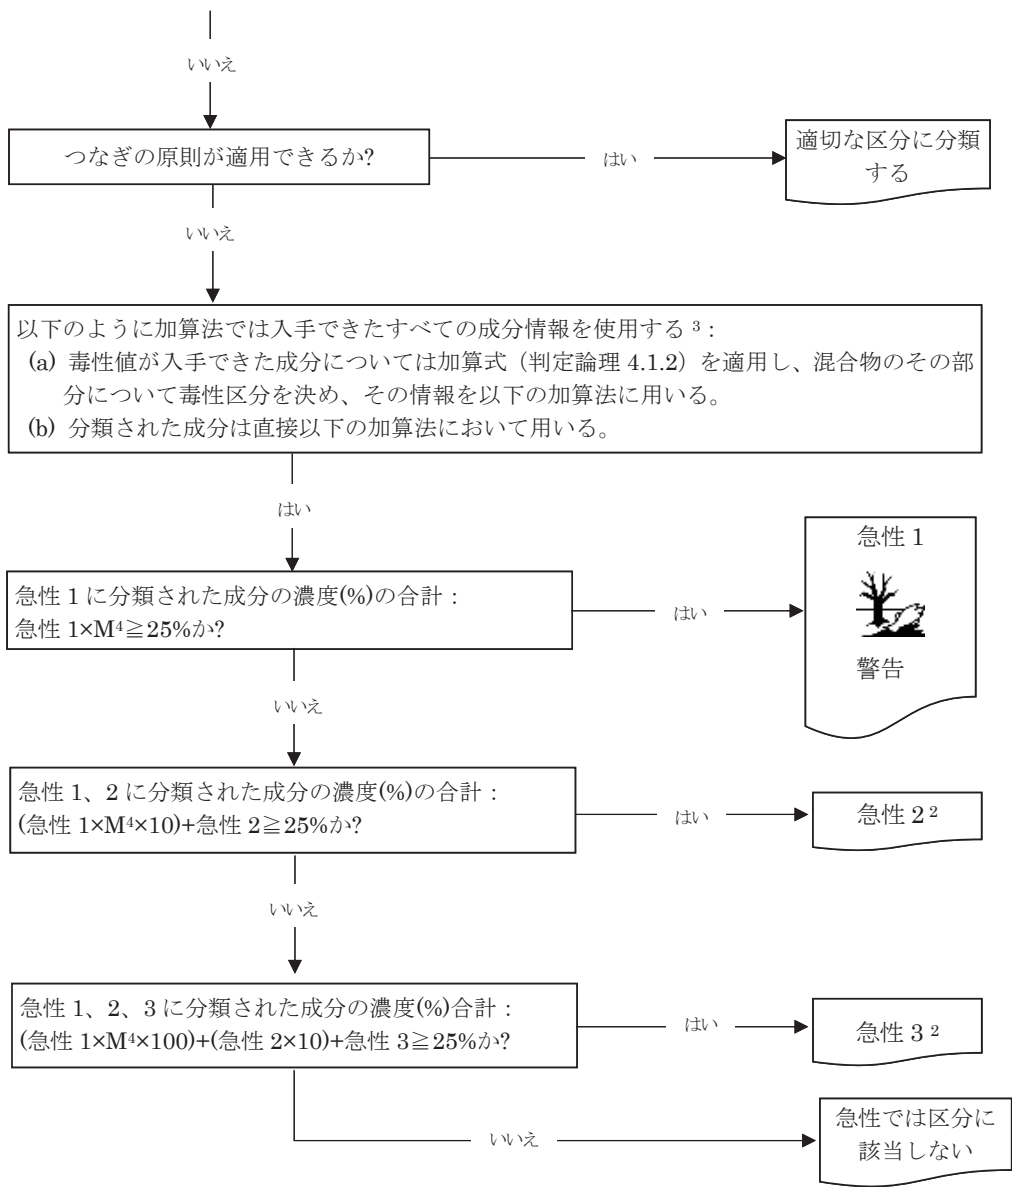 いいえ
つなぎの原則が適用できるか?
はい
適切な区分に分類
する
いいえ
以下のように加算法では入手できたすべての成分情報を使用する 3:
(a) 毒性値が入手できた成分については加算式(判定論理 4.1.2)を適用し、混合物のその部
分について毒性区分を決め、その情報を以下の加算法に用いる。
(b) 分類された成分は直接以下の加算法において用いる。
はい
急性 1 に分類された成分の濃度(%)の合計:
急性 1×M4≧25%か?
はい
急性 1
警告
いいえ
急性 1、2 に分類された成分の濃度(%)の合計:
(急性 1×M4×10)+急性 2≧25%か?
はい
急性 2 2
いいえ
急性 1、2、3 に分類された成分の濃度(%)合計:
(急性 1×M4×100)+(急性 2×10)+急性 3≧25%か?
はい
急性 3 2
いいえ
急性では区分に
該当しない